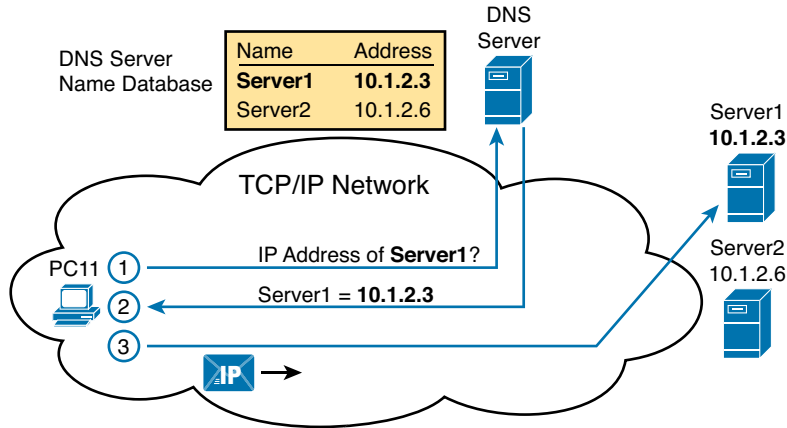 DNS Server
Name Database
Name Address
Server1 10.1.2.3
Server2 10.1.2.6
DNS
Server
Server1
10.1.2.3
TCP/IP Network
PC11
1
IP Address of Server1?
2
Server1 = 10.1.2.3
3
Server2
10.1.2.6
IP